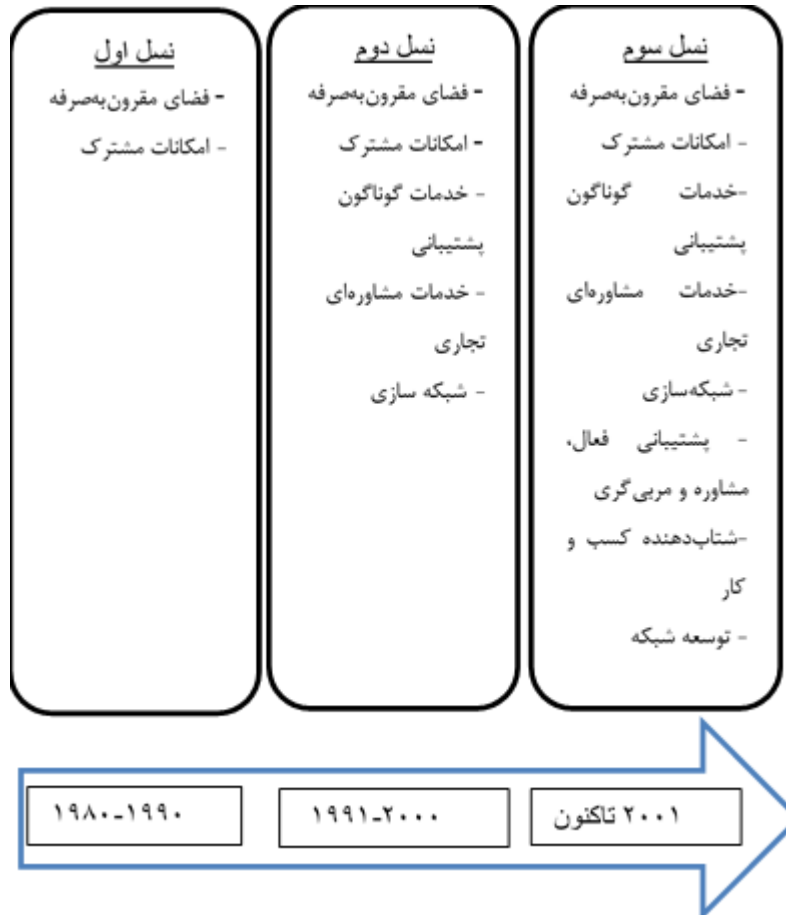 نسل اول
- فضای مقرون‌به‌صرفه
- امکانات مشترک
نسل دوم
- فضای مقرون‌به‌صرفه
- امکانات مشترک
- خدمات گوناگون
پشتیبانی
- خدمات مشاوره‌ای
تجاری
- شبکه سازی
نسل سوم
- فضای مقرون‌به‌صرفه
- امکانات مشترک
-خدمات گوناگون
پشتیبانی
-خدمات مشاوره‌ای
تجاری
- شبکه‌سازی
- پشتیبانی فعال،
مشاوره و مربی‌گری
-شتاب‌دهنده کسب و
کار
- توسعه شبکه
۱۹۸۰-۱۹۹۰
۱۹۹۱-۲۰۰۰
۲۰۰۱ تاکنون